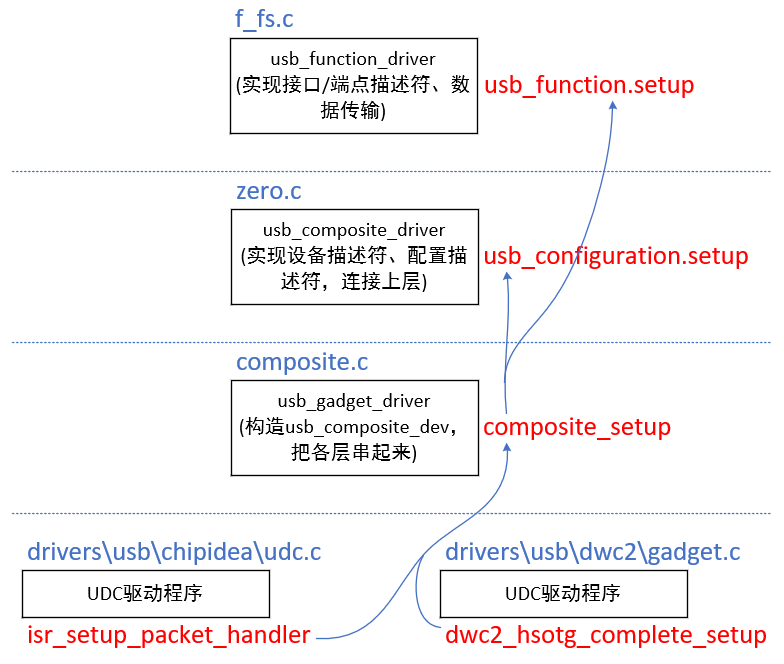 f_fs.c
usb_function_driver
(实现接口/端点描述符、数
据传输)
usb_function.setup
zero.c
usb_composite_driver
(实现设备描述符、配置描
述符，连接上层)
usb_configuration.setup
composite.c
usb_gadget_driver
(构造usb_composite_dev，
把各层串起来)
composite_setup
drivers\usb\chipidea\udc.c
UDC驱动程序
isr_setup_packet_handler
drivers\usb\dwc2\gadget.c
UDC驱动程序
dwc2_hsotg_complete_setup